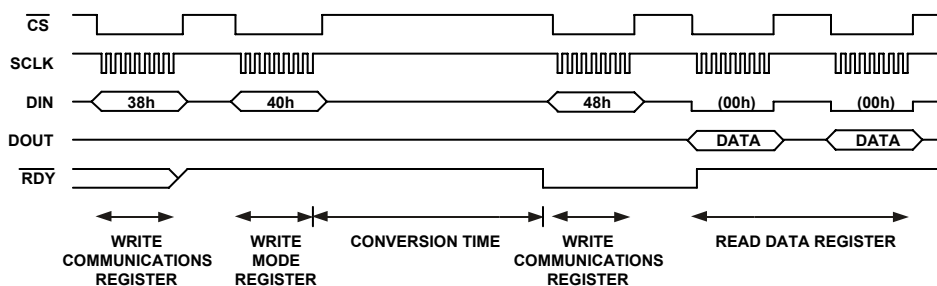 CS
SCLK
DIN 38h 40h 48h (00h) (00h)
DOUT DATA DATA
RDY
WRITE COMMUNICATIONS REGISTER
WRITE MODE REGISTER
CONVERSION TIME
WRITE COMMUNICATIONS REGISTER
READ DATA REGISTER